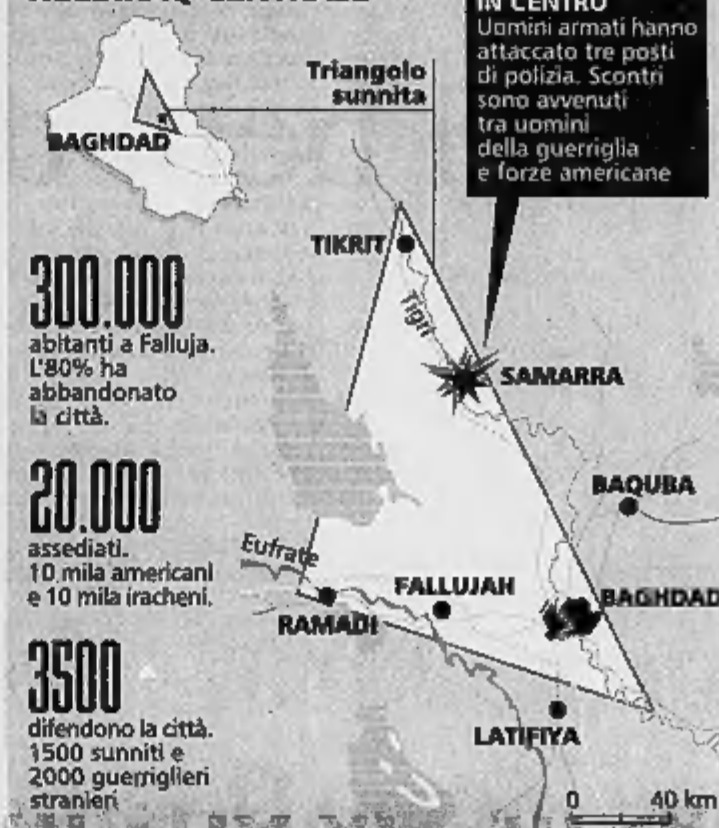 IN CENTRO
Uomini armati hanno
attaccato tre posti
di polizia. Scontri
sono avvenuti
tra uomini
della guerriglia
e forze americane
Triangolo
sunnita
BAGHDAD
TIKRIT
Tigri
SAMARRA
BAQUBA
Eufrate
FALLUJAH
BAGHDAD
RAMADI
LATIFIYA
0 40 km
300.000
abitanti a Falluja.
L'80% ha
abbandonato
la città.
20.000
assediati.
10 mila americani
e 10 mila iracheni.
3500
difendono la città.
1500 sunniti e
2000 guerriglieri
stranieri